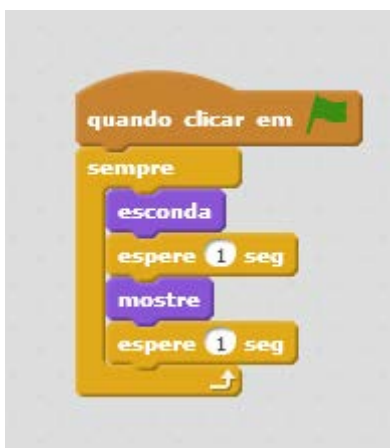 quando clicar em
sempre
esconda
espere 1 seg
mostre
espere 1 seg